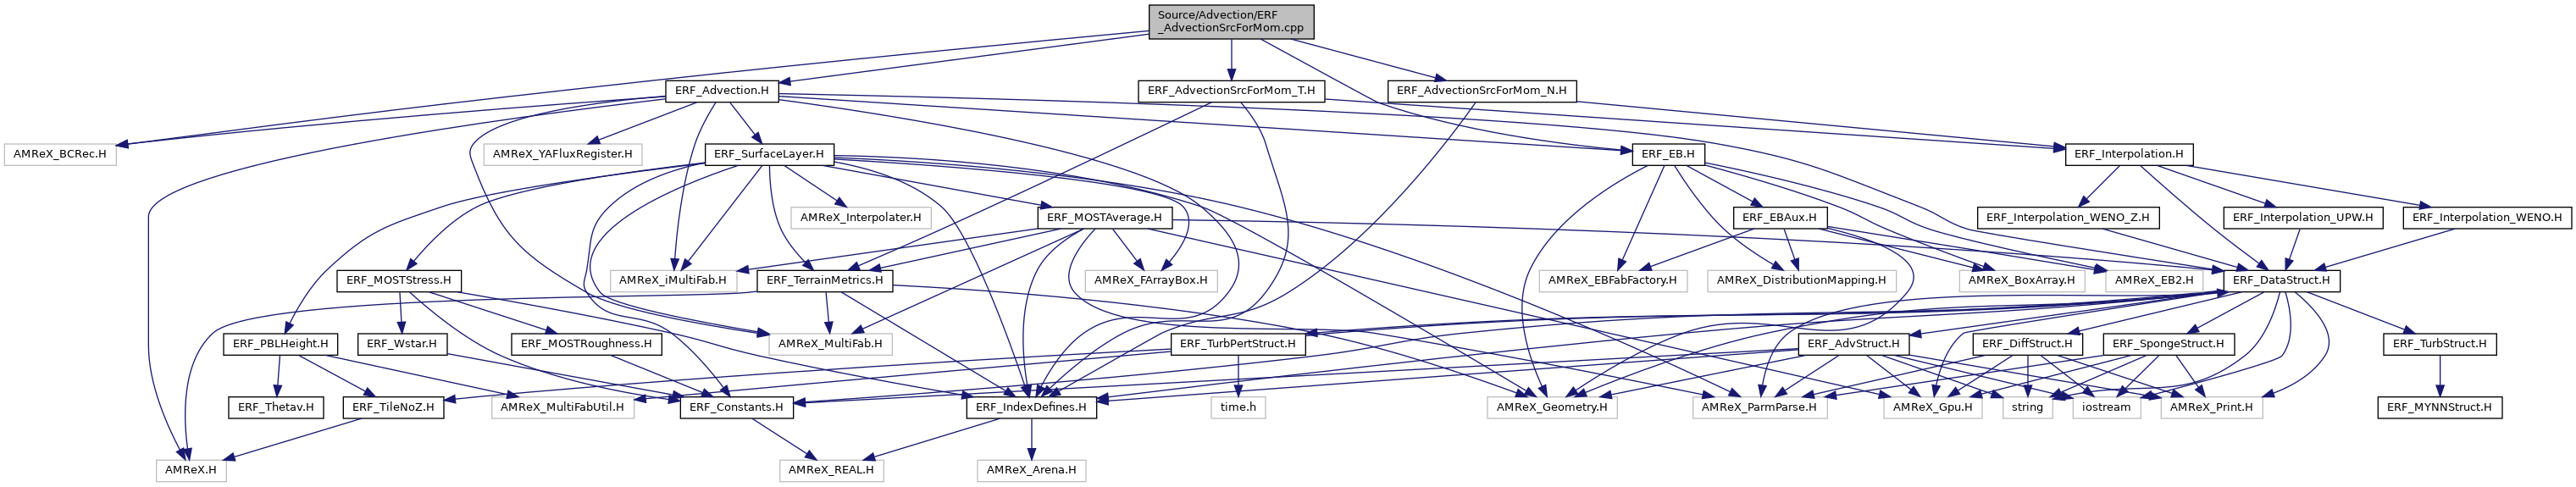 Source/Advection/ERF
_AdvectionSrcForMom.cpp
ERF_Advection.H
ERF_AdvectionSrcForMom_T.H
ERF_AdvectionSrcForMom_N.H
AMReX_BCRec.H
AMReX_YAFluxRegister.H
ERF_SurfaceLayer.H
ERF_EB.H
ERF_Interpolation.H
AMReX_Interpolater.H
ERF_MOSTAverage.H
ERF_EBAux.H
ERF_Interpolation_WENO_Z.H
ERF_Interpolation_UPW.H
ERF_Interpolation_WENO.H
ERF_MOSTStress.H
AMReX_iMultiFab.H
ERF_TerrainMetrics.H
AMReX_FArrayBox.H
AMReX_EBFabFactory.H
AMReX_DistributionMapping.H
AMReX_BoxArray.H
AMReX_EB2.H
ERF_DataStruct.H
ERF_PBLHeight.H
ERF_Wstar.H
ERF_MOSTRoughness.H
AMReX_MultiFab.H
ERF_TurbPertStruct.H
ERF_AdvStruct.H
ERF_DiffStruct.H
ERF_SpongeStruct.H
ERF_TurbStruct.H
ERF_Thetav.H
ERF_TileNoZ.H
AMReX_MultiFabUtil.H
ERF_Constants.H
ERF_IndexDefines.H
time.h
AMReX_Geometry.H
AMReX_ParmParse.H
AMReX_Gpu.H
string
iostream
AMReX_Print.H
ERF_MYNNStruct.H
AMReX.H
AMReX_REAL.H
AMReX_Arena.H